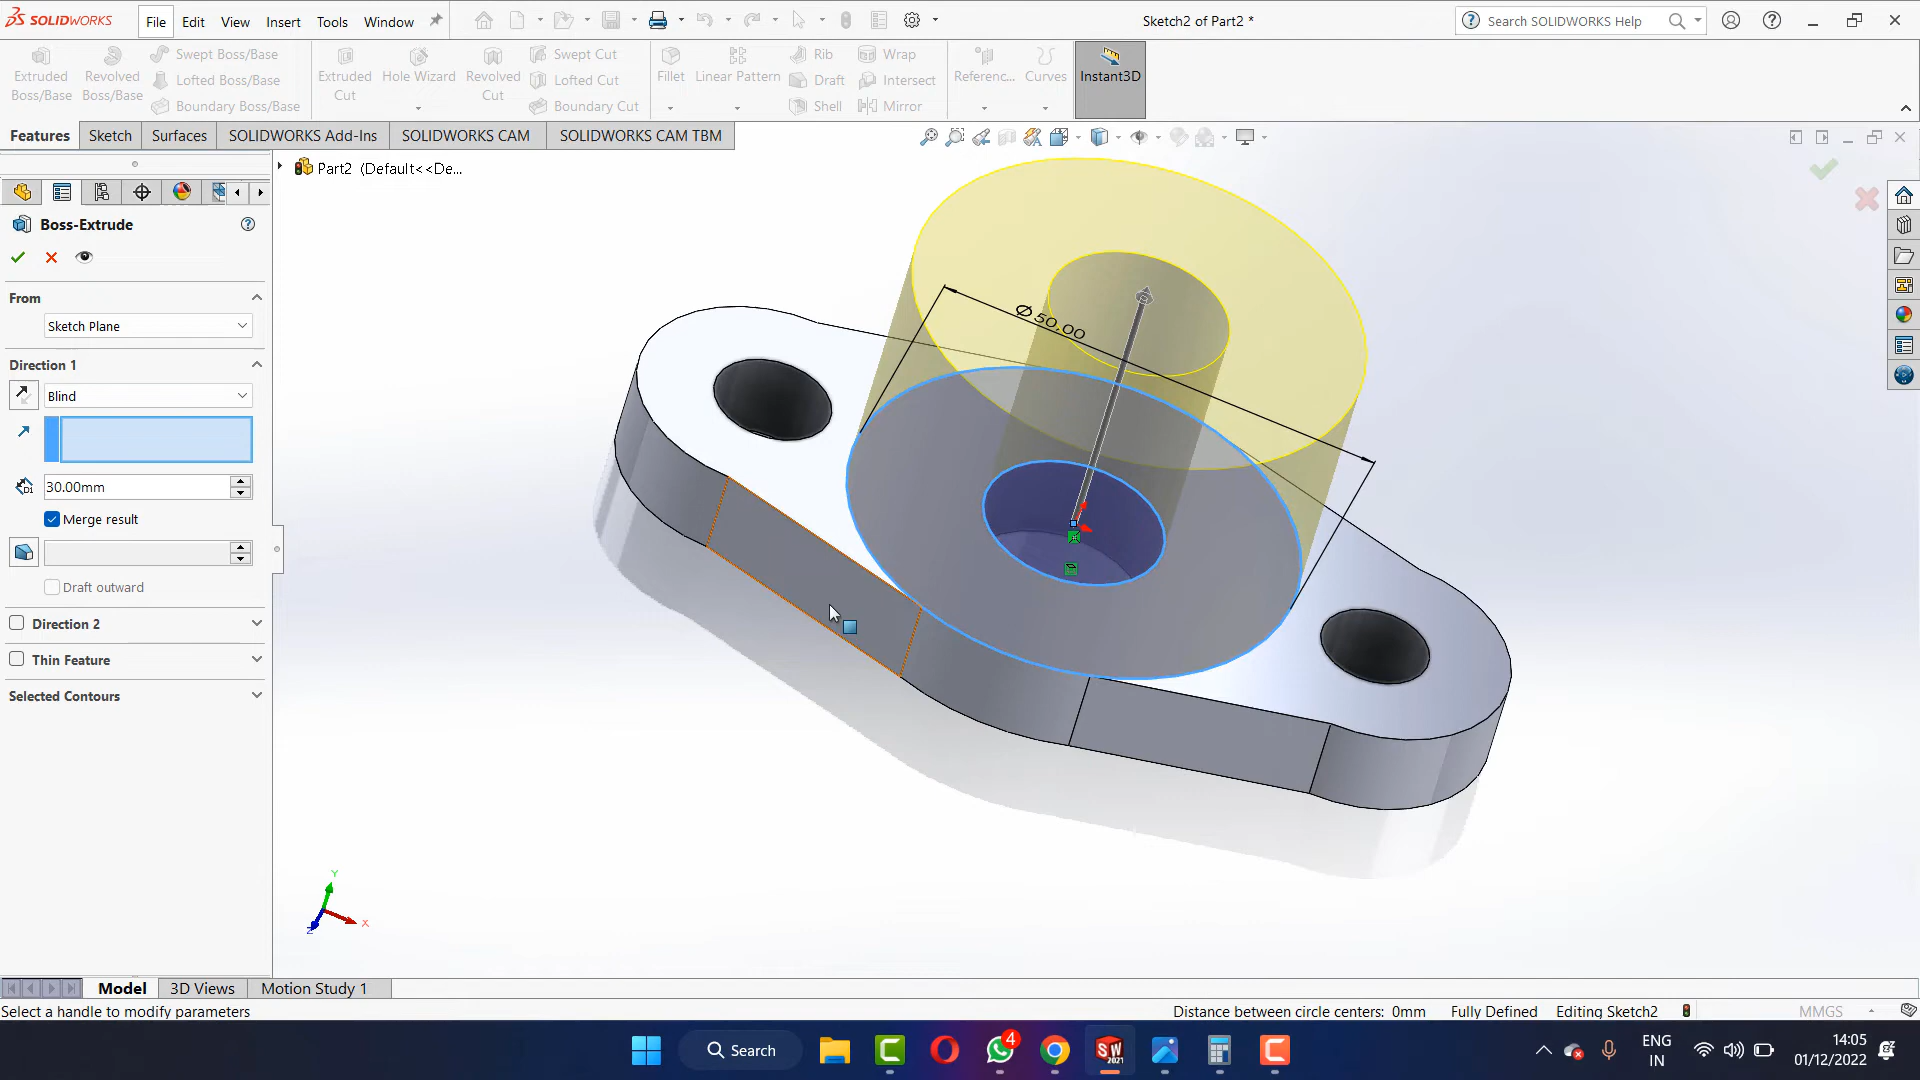 SOLIDWORKS File Edit View Insert Tools Window Sketch2 of Part2 * Search SOLIDWORKS Help
Extruded Boss/Base
Revolved Boss/Base
Swept Boss/Base
Lofted Boss/Base
Boundary Boss/Base
Extruded Cut
Hole Wizard
Revolved Cut
Swept Cut
Lofted Cut
Boundary Cut
Fillet
Linear Pattern
Rib
Draft
Shell
Wrap
Intersect
Mirror
Referenc...
Curves
Instant3D
Features Sketch Surfaces SOLIDWORKS Add-Ins SOLIDWORKS CAM SOLIDWORKS CAM TBM
Part2 (Default<<De...
Boss-Extrude
From
Sketch Plane
Direction 1
Blind
D1
30.00mm
Merge result
Draft outward
Direction 2
Thin Feature
Selected Contours
Ø 50.00
Y
X
Z
Model 3D Views Motion Study 1
Select a handle to modify parameters Distance between circle centers: 0mm Fully Defined Editing Sketch2 MMGS
Search
4
SW
2021
ENG
IN
14:05
01/12/2022